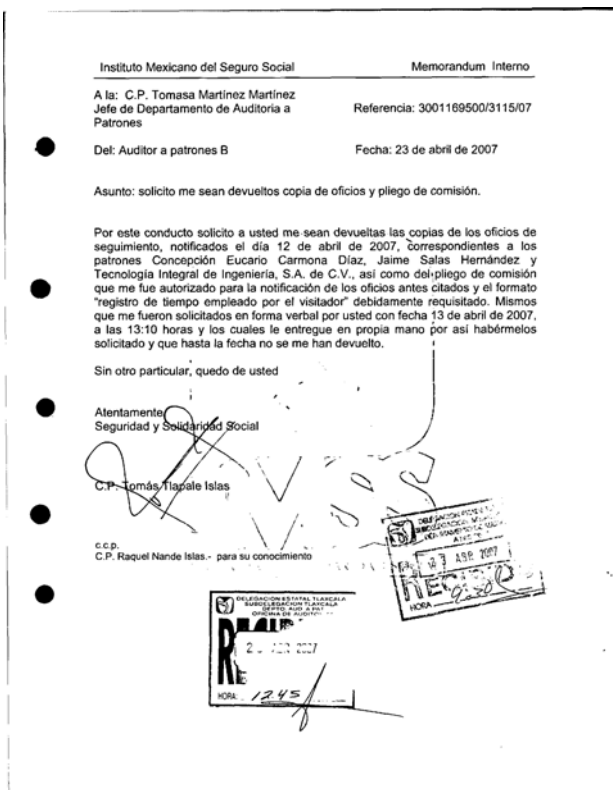 Instituto Mexicano del Seguro Social Memorandum Interno
A la: C.P. Tomasa Martínez Martínez
Jefe de Departamento de Auditoria a
Patrones
Referencia: 3001169500/3115/07
Del: Auditor a patrones B Fecha: 23 de abril de 2007
Asunto: solicito me sean devueltos copia de oficios y pliego de comisión.
Por este conducto solicito a usted me sean devueltas las copias de los oficios de
seguimiento, notificados el día 12 de abril de 2007, correspondientes a los
patrones Concepción Eucario Carmona Díaz, Jaime Salas Hernández y
Tecnología Integral de Ingeniería, S.A. de C.V., así como del pliego de comisión
que me fue autorizado para la notificación de los oficios antes citados y el formato
"registro de tiempo empleado por el visitador" debidamente requisitado. Mismos
que me fueron solicitados en forma verbal por usted con fecha 13 de abril de 2007,
a las 13:10 horas y los cuales le entregue en propia mano por así habérmelos
solicitado y que hasta la fecha no se me han devuelto.
Sin otro particular, quedo de usted
Atentamente
Seguridad y Solidaridad Social
C.P. Tomás Tlapale Islas
c.c.p.
C.P. Raquel Nande Islas.- para su conocimiento
ABR 2007
HORA
DELEGACION ESTATAL TLAXCALA
SUBDELEGACION TLAXCALA
DEPTO. AUD. A PAT
OFICINA DE
2007
HORA: 12.45